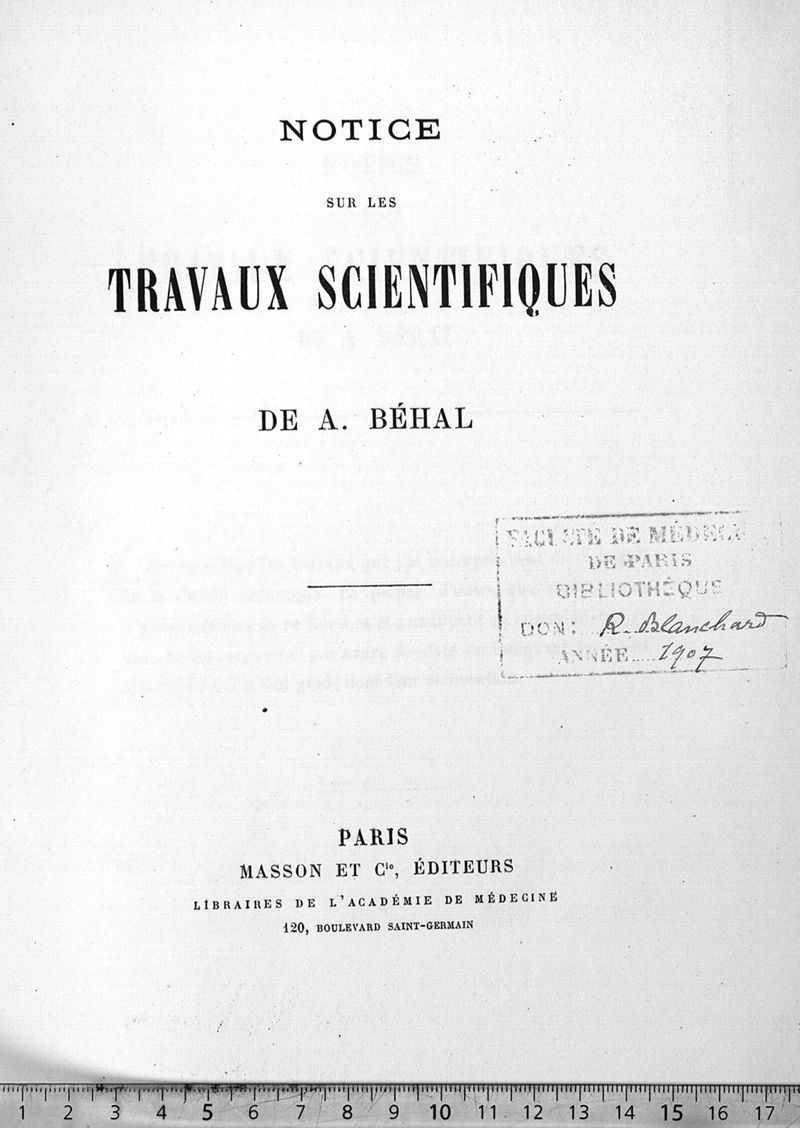 NOTICE
SUR LES
TRAVAUX SCIENTIFIQUES
DE A. BÉHAL
FACULTÉ DE MÉDECINE
DE PARIS
BIBLIOTHÈQUE
DON: R. Blanchard
ANNÉE 1907
PARIS
MASSON ET Cie, ÉDITEURS
LIBRAIRES DE L'ACADÉMIE DE MÉDECINE
120, BOULEVARD SAINT-GERMAIN
1 2 3 4 5 6 7 8 9 10 11 12 13 14 15 16 17